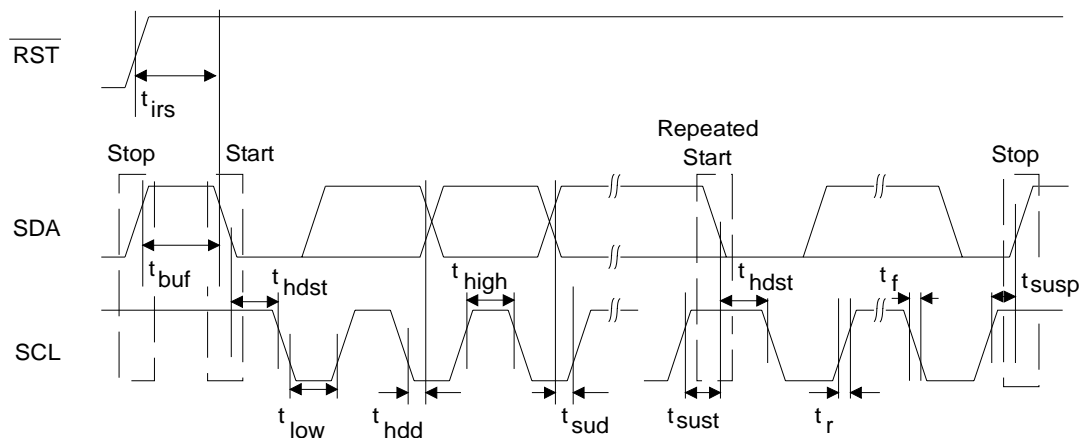 RST
t irs
Repeated
Stop
Start
Start
Stop
SDA
t buf
t hdst
t high
t hdst
t f
t susp
SCL
t low
t hdd
t sud
t sust
t r